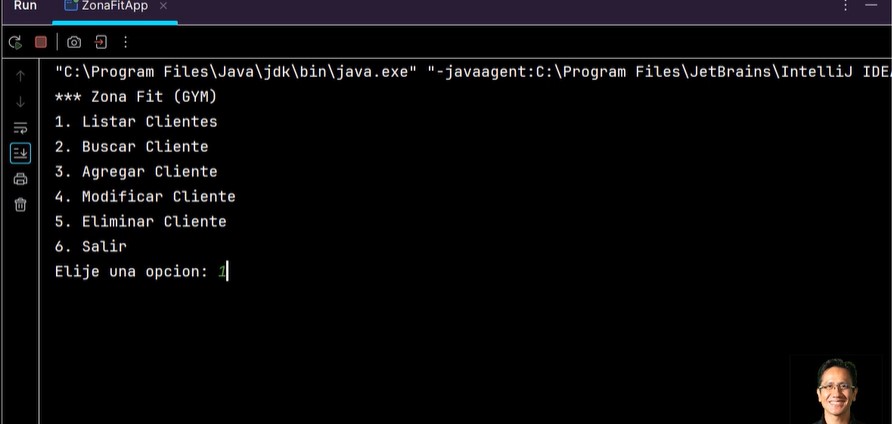 Run ZonaFitApp
"C:\Program Files\Java\jdk\bin\java.exe" "-javaagent:C:\Program Files\JetBrains\IntelliJ IDEA
*** Zona Fit (GYM)
1. Listar Clientes
2. Buscar Cliente
3. Agregar Cliente
4. Modificar Cliente
5. Eliminar Cliente
6. Salir
Elije una opcion: 1